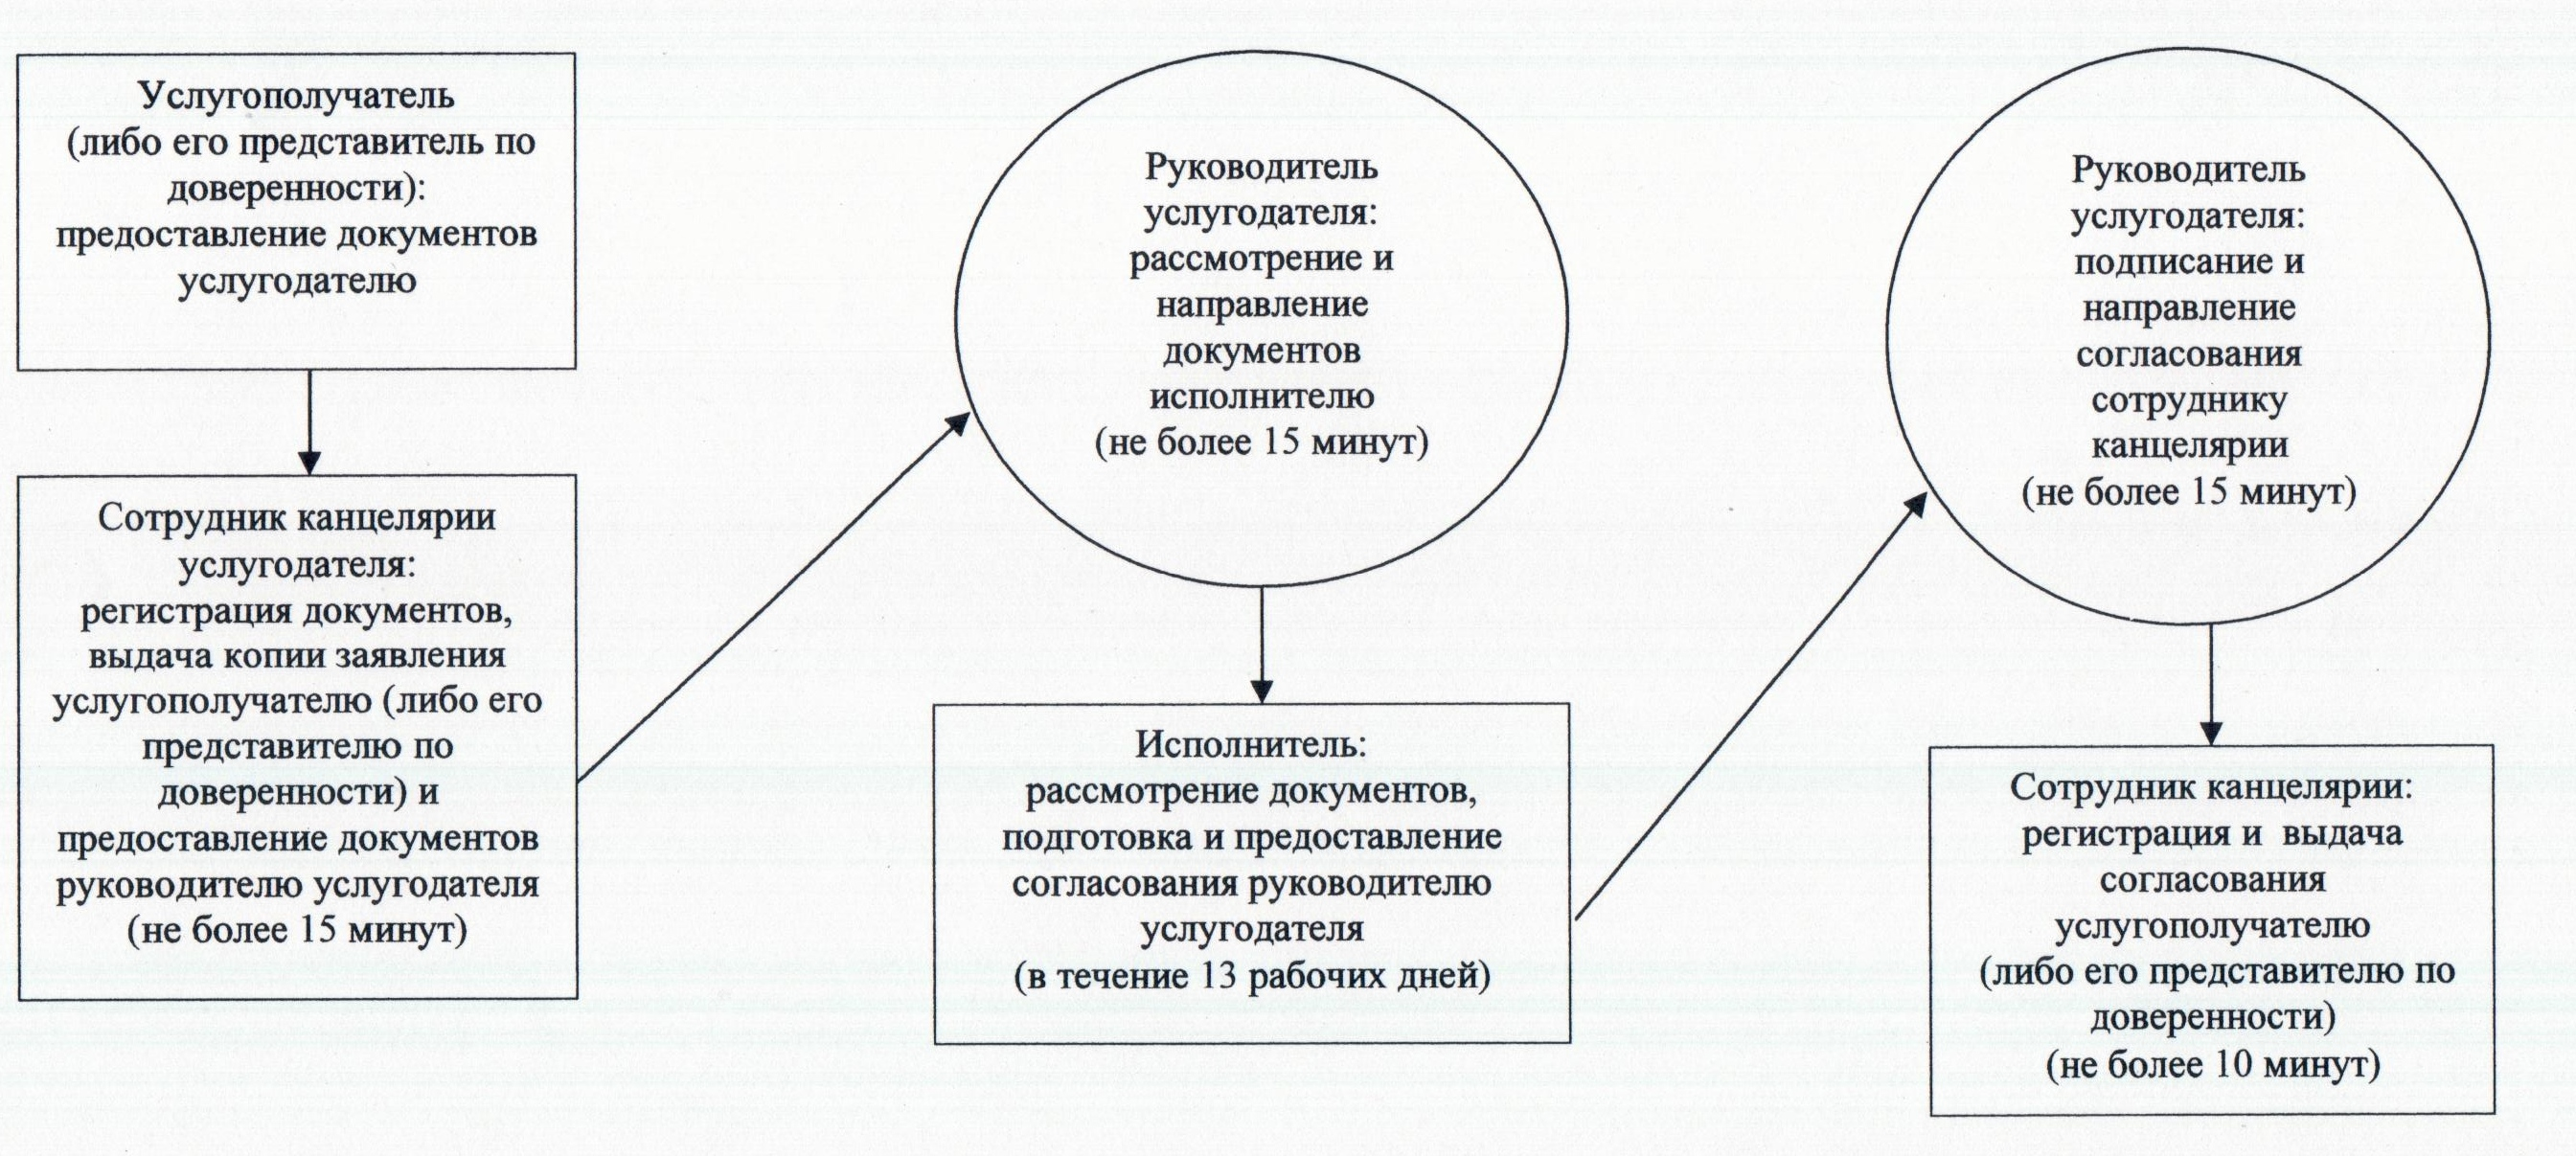 Услугополучатель
(либо его представитель по
доверенности):
предоставление документов
услугодателю
Сотрудник канцелярии
услугодателя:
регистрация документов,
выдача копии заявления
услугополучателю (либо его
представителю по
доверенности) и
предоставление документов
руководителю услугодателя
(не более 15 минут)
Руководитель
услугодателя:
рассмотрение и
направление
документов
исполнителю
(не более 15 минут)
Исполнитель:
рассмотрение документов,
подготовка и предоставление
согласования руководителю
услугодателя
(в течение 13 рабочих дней)
Руководитель
услугодателя:
подписание и
направление
согласования
сотруднику
канцелярии
(не более 15 минут)
Сотрудник канцелярии:
регистрация и выдача
согласования
услугополучателю
(либо его представителю по
доверенности)
(не более 10 минут)